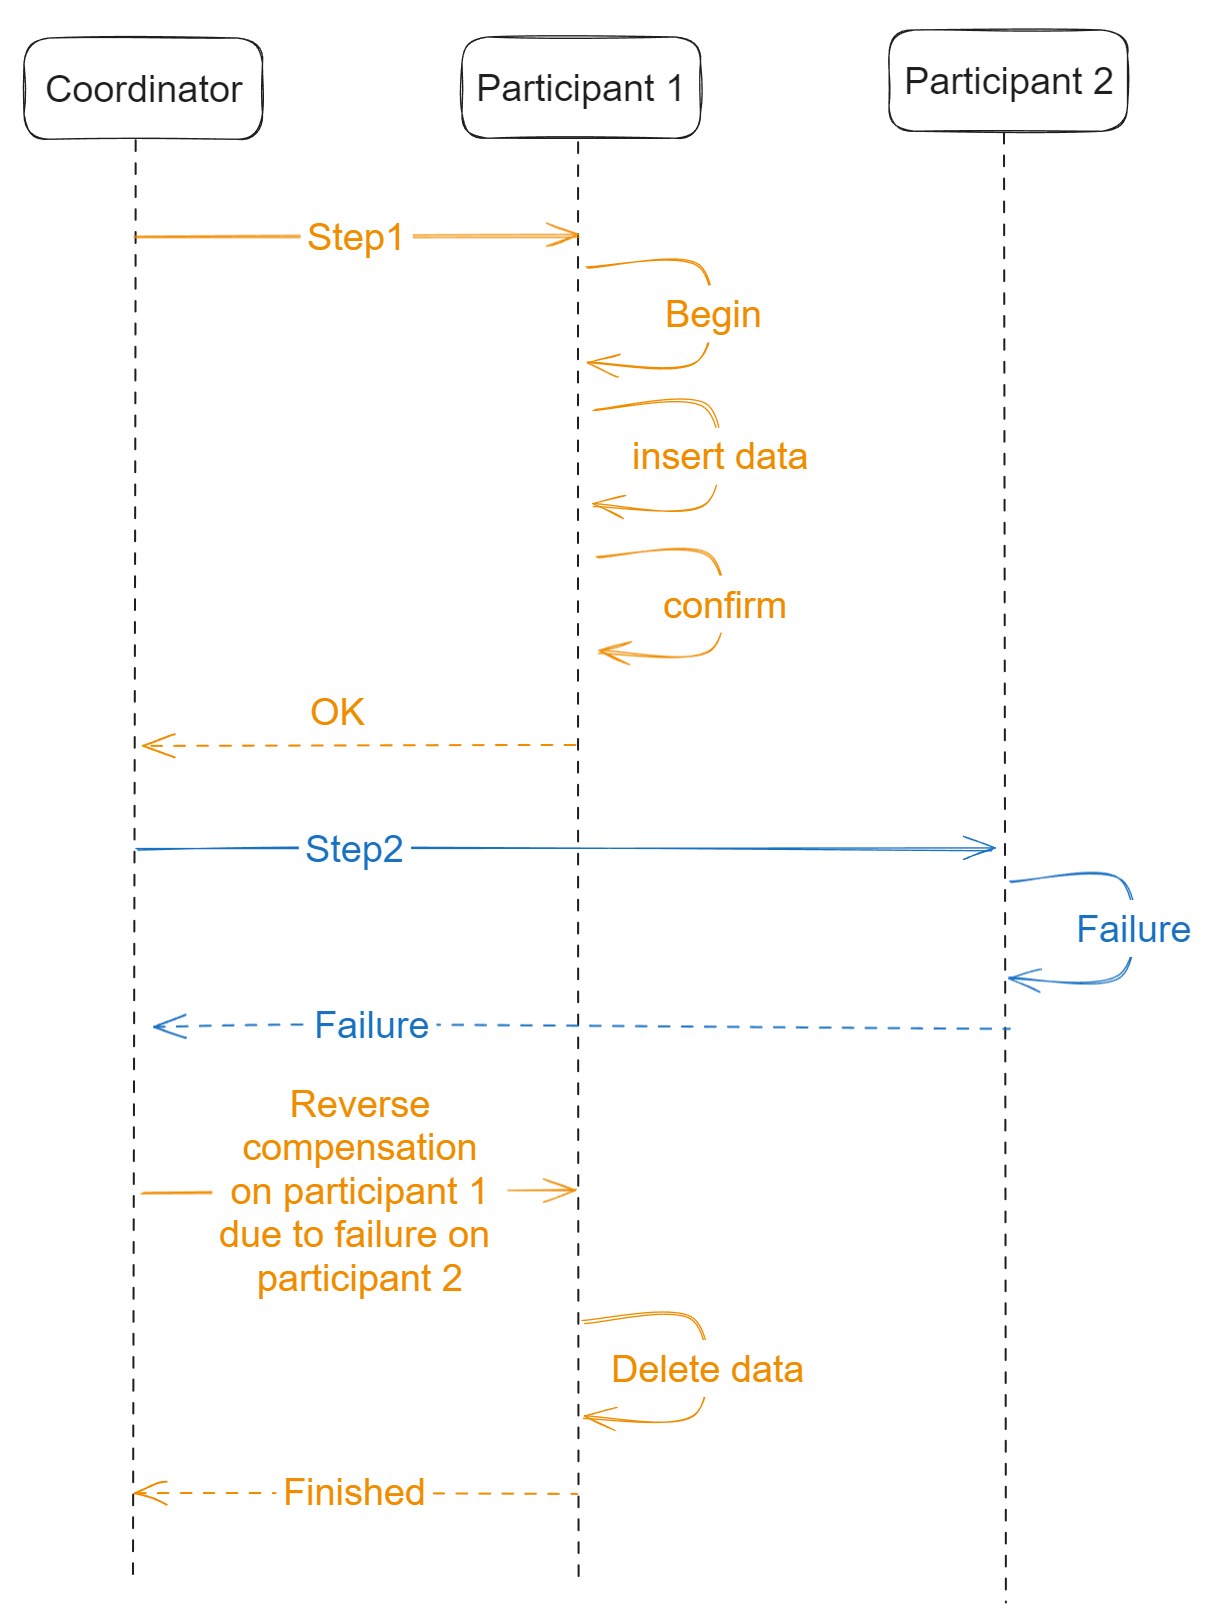 Coordinator
Participant 1
Participant 2
Step1
Begin
insert data
confirm
OK
Step2
Failure
Failure
Reverse
compensation
on participant 1
due to failure on
participant 2
Delete data
Finished